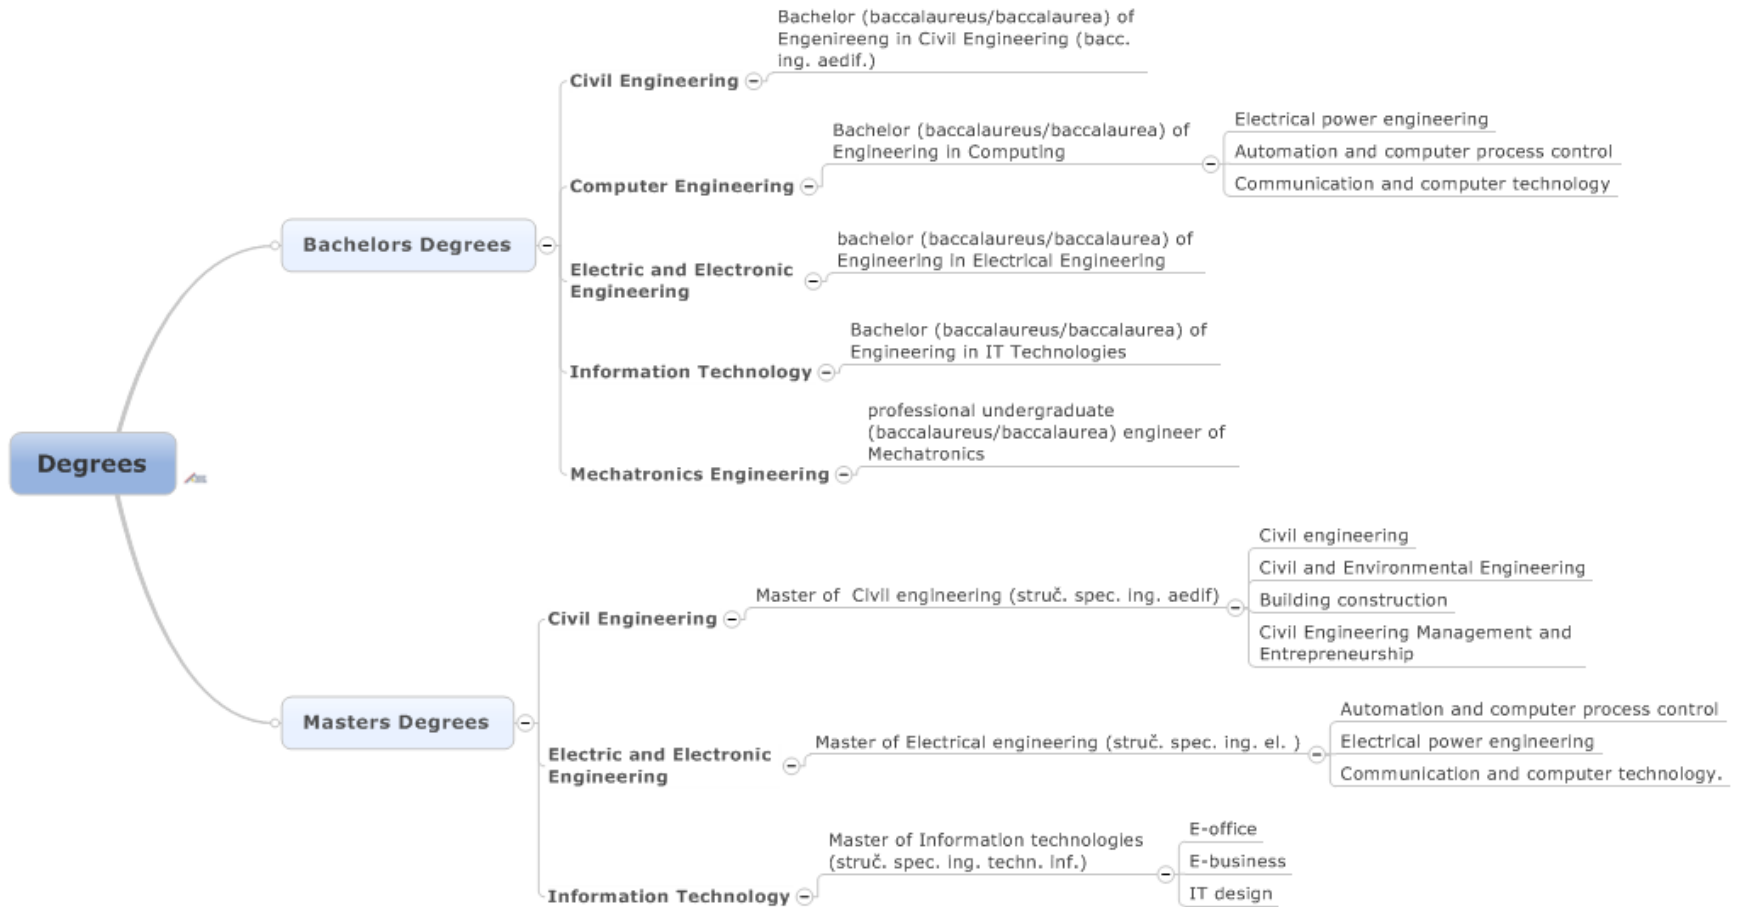 Degrees
Bachelors Degrees
Civil Engineering
Bachelor (baccalaureus/baccalaurea) of
Engenireeng in Civil Engineering (bacc.
ing. aedif.)
Computer Engineering
Bachelor (baccalaureus/baccalaurea) of
Engineering in Computing
Electrical power engineering
Automation and computer process control
Communication and computer technology
Electric and Electronic
Engineering
bachelor (baccalaureus/baccalaurea) of
Engineering in Electrical Engineering
Information Technology
Bachelor (baccalaureus/baccalaurea) of
Engineering in IT Technologies
Mechatronics Engineering
professional undergraduate
(baccalaureus/baccalaurea) engineer of
Mechatronics
Masters Degrees
Civil Engineering
Master of  Civil engineering (struč. spec. ing. aedif)
Civil engineering
Civil and Environmental Engineering
Building construction
Civil Engineering Management and
Entrepreneurship
Electric and Electronic
Engineering
Master of Electrical engineering (struč. spec. ing. el. )
Automation and computer process control
Electrical power engineering
Communication and computer technology.
Information Technology
Master of Information technologies
(struč. spec. ing. techn. inf.)
E-office
E-business
IT design